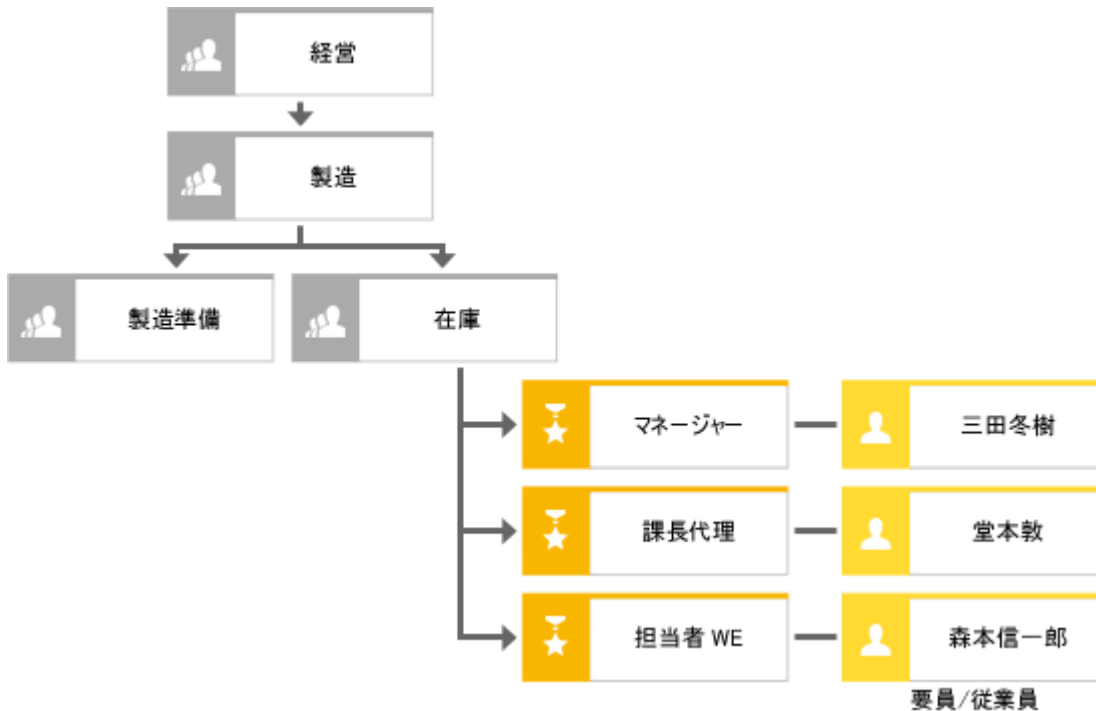 経営
製造
製造準備
在庫
マネージャー
三田冬樹
課長代理
堂本敦
担当者 WE
森本信一郎
要員/従業員